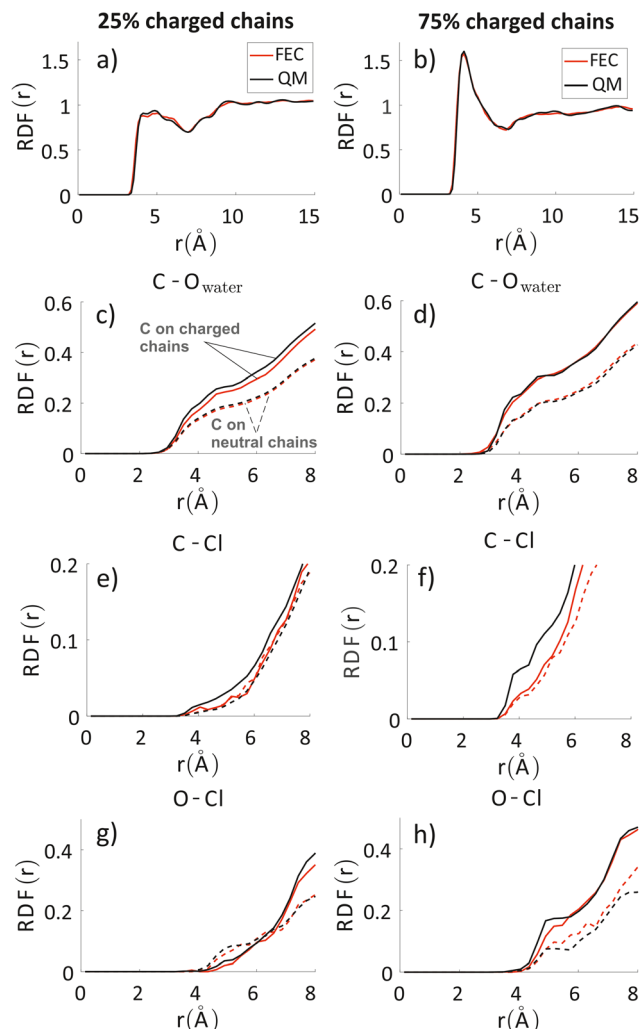 25% charged chains
75% charged chains
a)
FEC
QM
RDF(r)
1.5
1
0.5
0
0
5
10
15
r(Å)
b)
FEC
QM
RDF(r)
1.5
1
0.5
0
0
5
10
15
r(Å)
C - Owater
c)
C on charged
chains
C on
neutral chains
RDF(r)
0.6
0.4
0.2
0
0
2
4
6
8
r(Å)
C - Owater
d)
RDF(r)
0.6
0.4
0.2
0
0
2
4
6
8
r(Å)
C - Cl
e)
RDF(r)
0.2
0.1
0
0
2
4
6
8
r(Å)
C - Cl
f)
RDF(r)
0.2
0.1
0
0
2
4
6
8
r(Å)
O - Cl
g)
RDF(r)
0.4
0.2
0
0
2
4
6
8
r(Å)
O - Cl
h)
RDF(r)
0.4
0.2
0
0
2
4
6
8
r(Å)